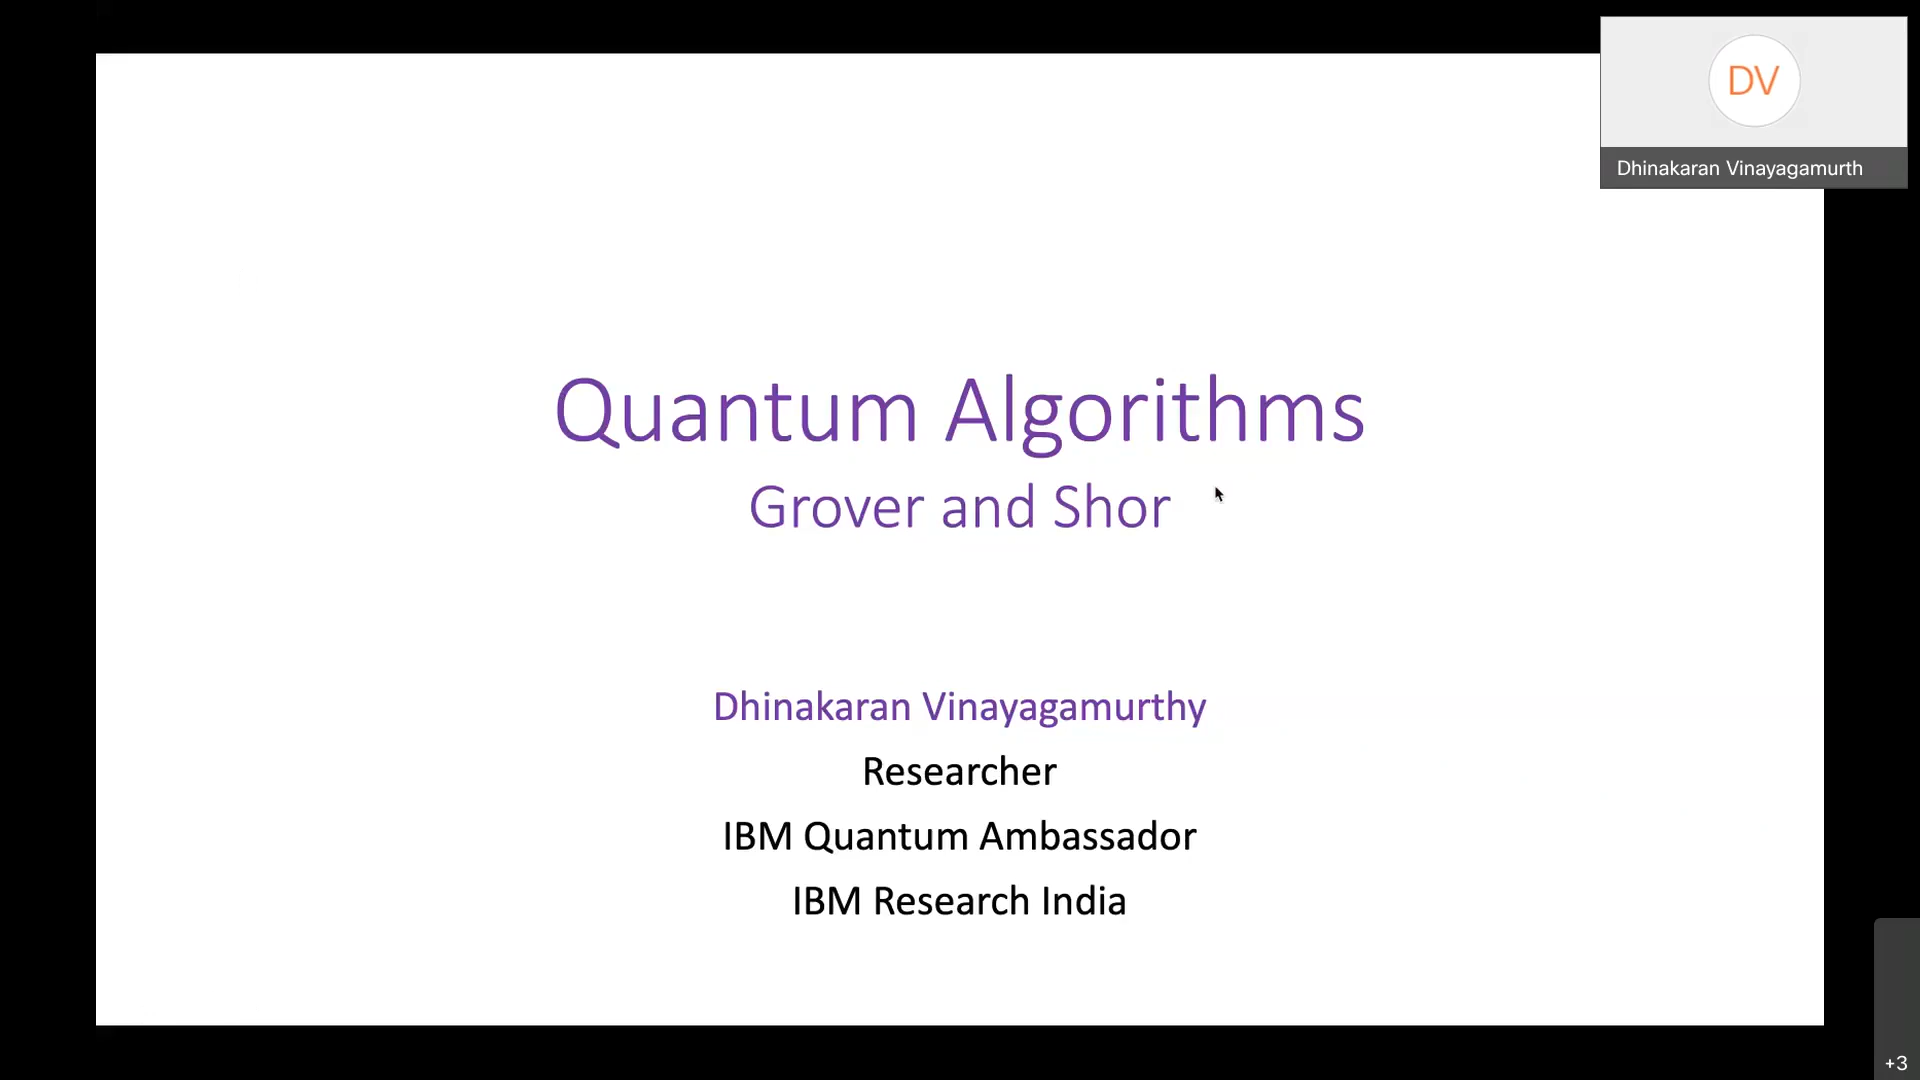 DV
Dhinakaran Vinayagamurth
Quantum Algorithms
Grover and Shor
Dhinakaran Vinayagamurthy
Researcher
IBM Quantum Ambassador
IBM Research India
+3